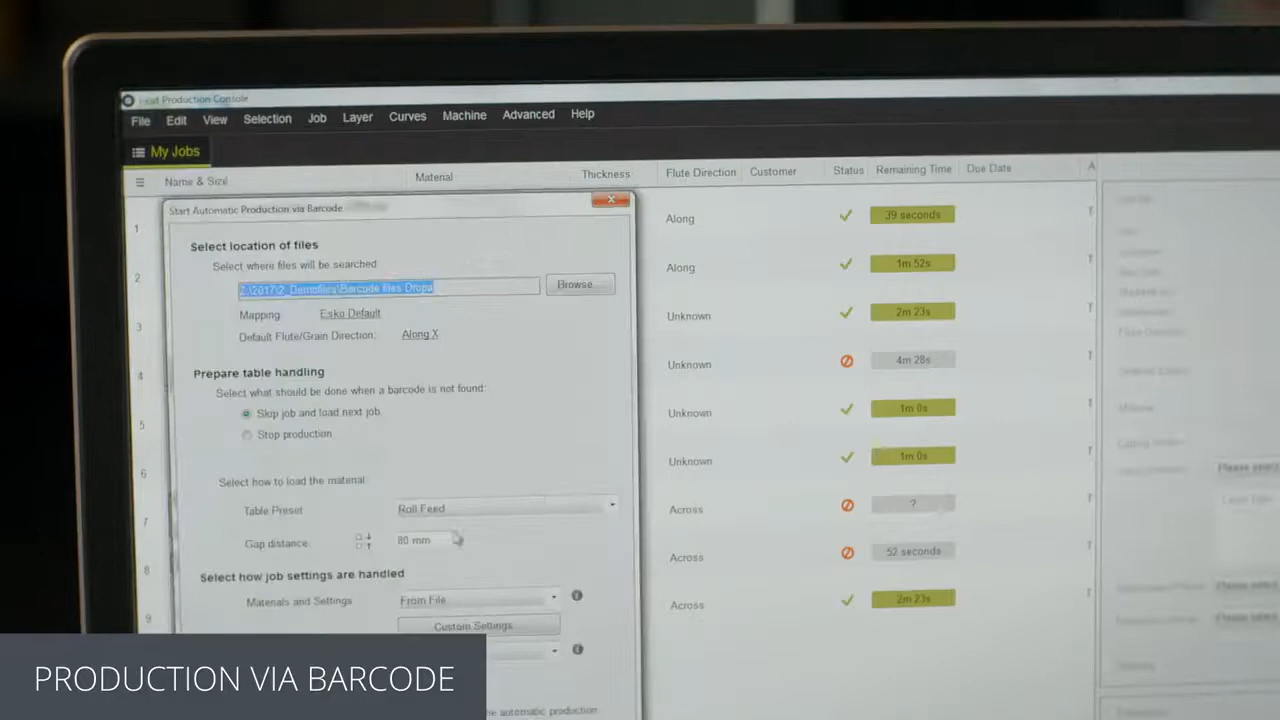 Production Console
File Edit View Selection Job Layer Curves Machine Advanced Help
My Jobs
Name & Size Material Thickness Flute Direction Customer Status Remaining Time Due Date A
Start Automatic Production via Barcode
Select location of files
Select where files will be searched
Z:\2017\2_Demofiles\Barcode files Drupa
Browse
Mapping Esko Default
Default Flute/Grain Direction: Along X
Prepare table handling
Select what should be done when a barcode is not found:
Skip job and load next job
Stop production
Select how to load the material
Table Preset Roll Feed
Gap distance: 80 mm
Select how job settings are handled
Materials and Settings From File
Custom Settings
automatic production
1 Along 39 seconds
2 Along 1m 52s
3 Unknown 2m 23s
4 Unknown 4m 28s
5 Unknown 1m 0s
6 Unknown 1m 0s
7 Across ?
8 Across 52 seconds
9 Across 2m 23s
PRODUCTION VIA BARCODE